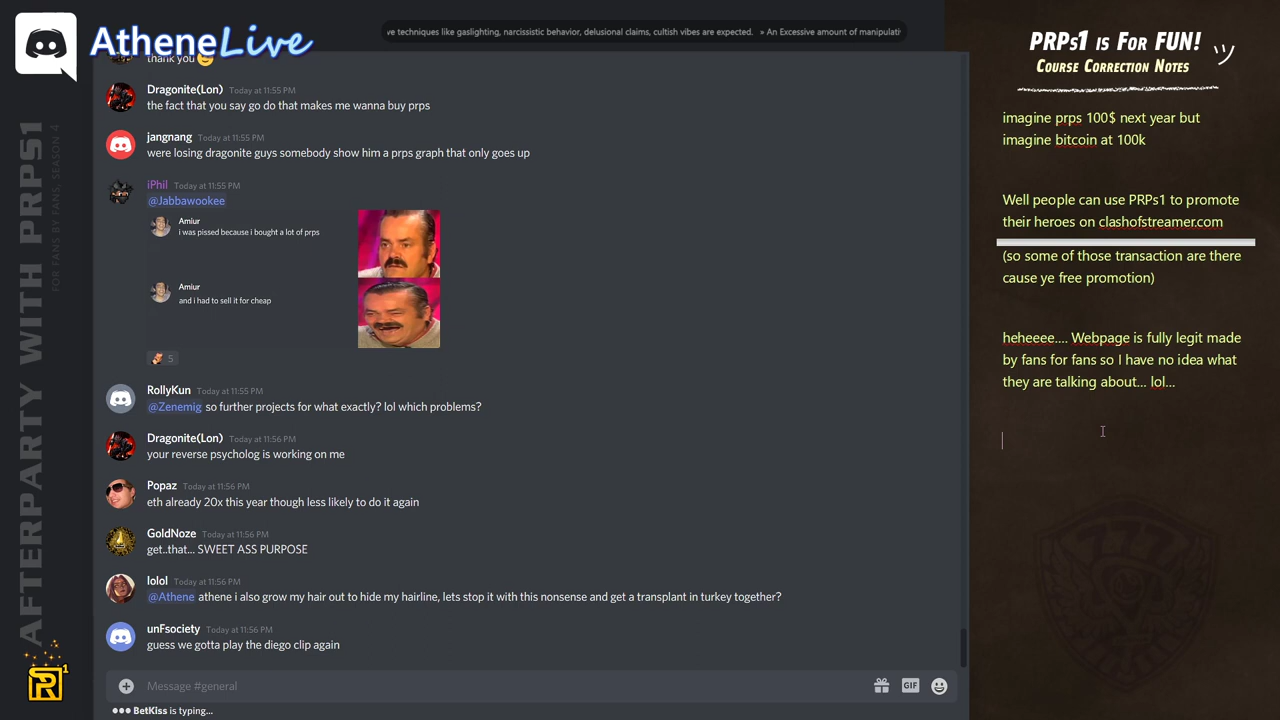 AtheneLive
ve techniques like gaslighting, narcissistic behavior, delusional claims, cultish vibes are expected.   » An Excessive amount of manipulati
AFTERPARTY WITH PRPS1
FOR FANS BY FANS, SEASON 4
thank you
Dragonite(Lon) Today at 11:55 PM
the fact that you say go do that makes me wanna buy prps
jangnang Today at 11:55 PM
were losing dragonite guys somebody show him a prps graph that only goes up
iPhil Today at 11:55 PM
@Jabbawookee
Amiur
i was pissed because i bought a lot of prps
Amiur
and i had to sell it for cheap
5
RollyKun Today at 11:55 PM
@Zenemig so further projects for what exactly? lol which problems?
Dragonite(Lon) Today at 11:56 PM
your reverse psycholog is working on me
Popaz Today at 11:56 PM
eth already 20x this year though less likely to do it again
GoldNoze Today at 11:56 PM
get..that... SWEET ASS PURPOSE
lolol Today at 11:56 PM
@Athene athene i also grow my hair out to hide my hairline, lets stop it with this nonsense and get a transplant in turkey together?
unFsociety Today at 11:56 PM
guess we gotta play the diego clip again
Message #general
GIF
BetKiss is typing...
R1
PRPs1 is For FUN! ツ
Course Correction Notes
imagine prps 100$ next year but
imagine bitcoin at 100k
Well people can use PRPs1 to promote
their heroes on clashofstreamer.com
(so some of those transaction are there
cause ye free promotion)
heheeee.... Webpage is fully legit made
by fans for fans so I have no idea what
they are talking about... lol...